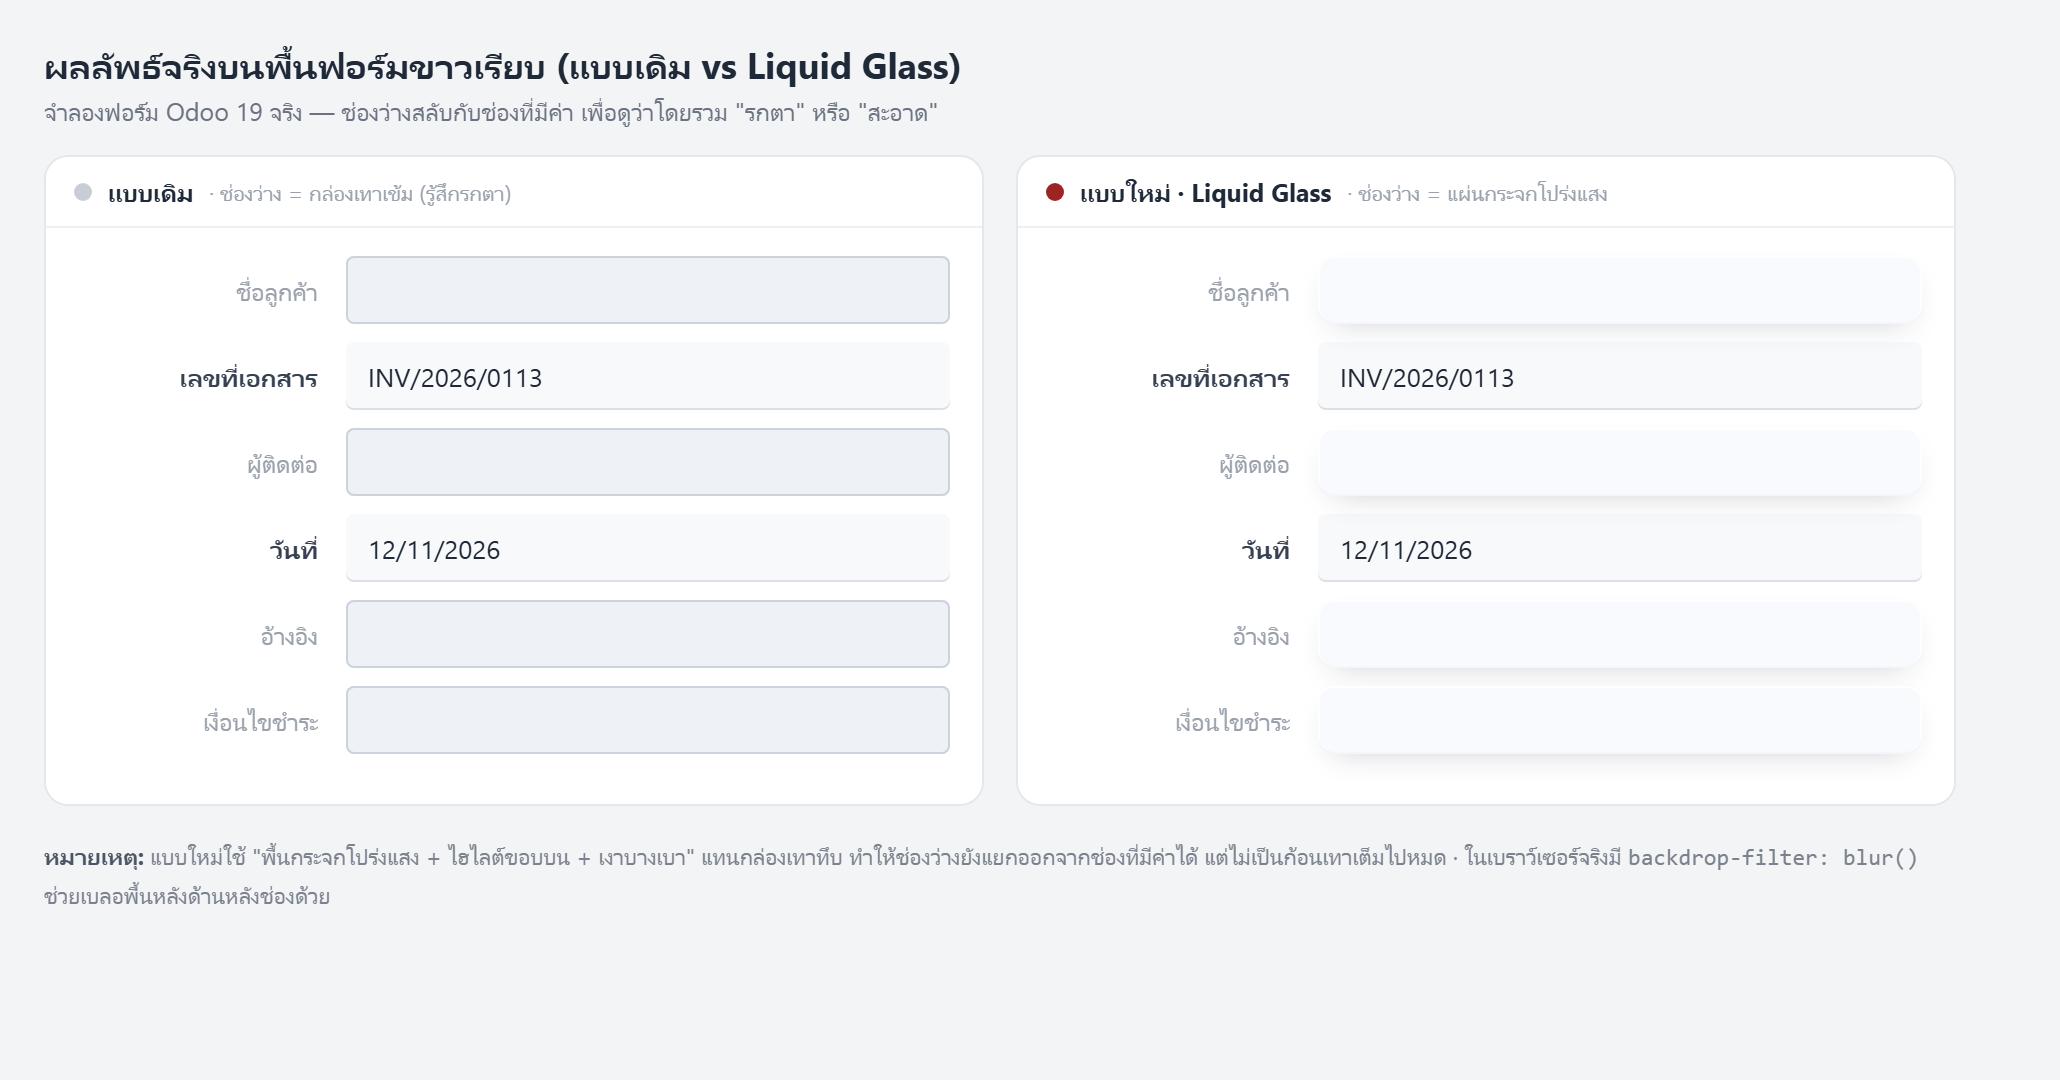 ผลลัพธ์จริงบนพื้นฟอร์มขาวเรียบ (แบบเดิม vs Liquid Glass)
จำลองฟอร์ม Odoo 19 จริง — ช่องว่างสลับกับช่องที่มีค่า เพื่อดูว่าโดยรวม "รกตา" หรือ "สะอาด"
แบบเดิม · ช่องว่าง = กล่องเทาเข้ม (รู้สึกรกตา)
ชื่อลูกค้า
เลขที่เอกสาร INV/2026/0113
ผู้ติดต่อ
วันที่ 12/11/2026
อ้างอิง
เงื่อนไขชำระ
แบบใหม่ · Liquid Glass · ช่องว่าง = แผ่นกระจกโปร่งแสง
ชื่อลูกค้า
เลขที่เอกสาร INV/2026/0113
ผู้ติดต่อ
วันที่ 12/11/2026
อ้างอิง
เงื่อนไขชำระ
หมายเหตุ: แบบใหม่ใช้ "พื้นกระจกโปร่งแสง + ไฮไลต์ขอบบน + เงาบางเบา" แทนกล่องเทาทึบ ทำให้ช่องว่างยังแยกออกจากช่องที่มีค่าได้ แต่ไม่เป็นก้อนเทาเต็มไปหมด · ในเบราว์เซอร์จริงมี backdrop-filter: blur()
ช่วยเบลอพื้นหลังด้านหลังช่องด้วย